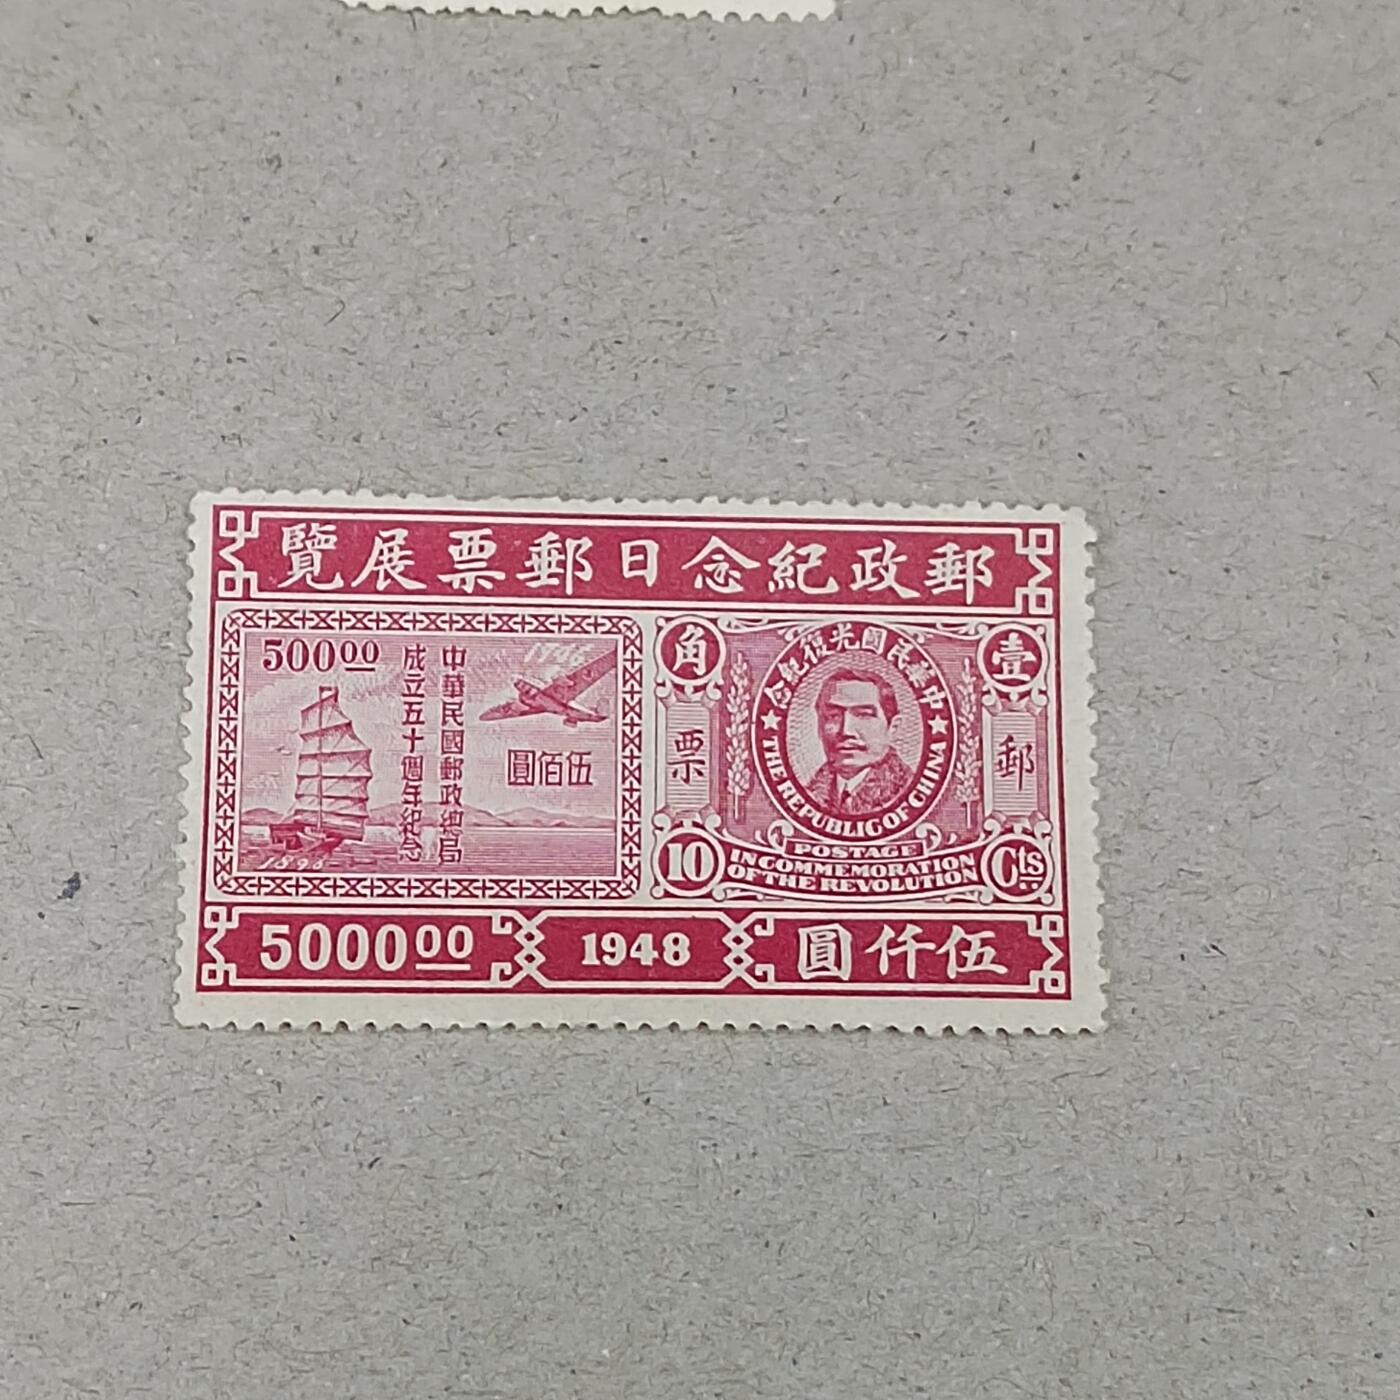 郵政紀念日郵票展覽
50000
1946
中華民國郵政總局
成立五十週年紀念
伍佰圓
1896
壹角
郵票
中華民國光復紀念
THE REPUBLIC OF CHINA
POSTAGE
IN COMMEMORATION
OF THE REVOLUTION
10 Cts
500000
1948
伍仟圓